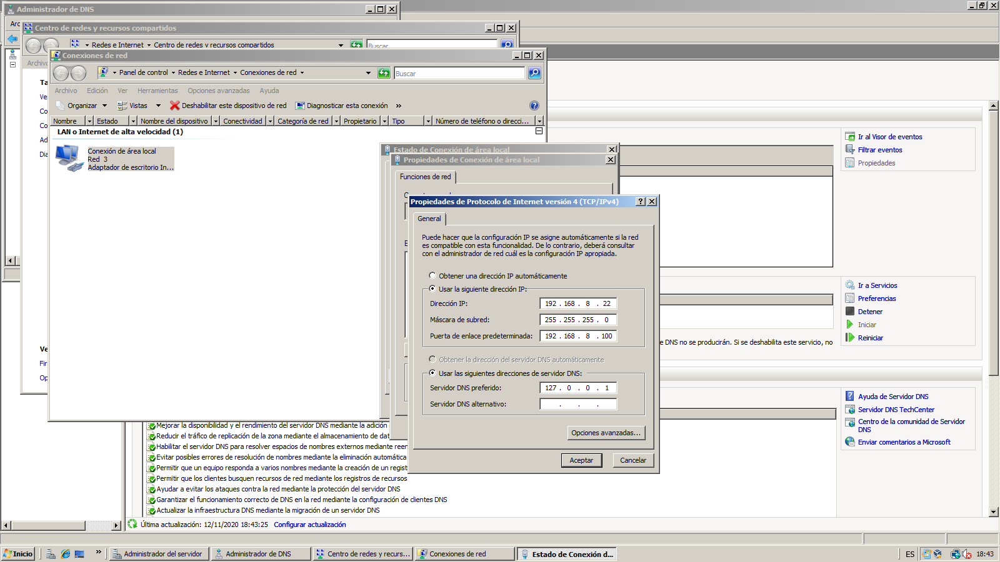 Administrador de DNS
Arc
Centro de redes y recursos compartidos
Redes e Internet
Centro de redes y recursos compartidos
Buscar
Archivo
Conexiones de red
Panel de control
Redes e Internet
Conexiones de red
Buscar
Archivo Edición Ver Herramientas Opciones avanzadas Ayuda
Organizar Vistas Deshabilitar este dispositivo de red Diagnosticar esta conexión »
Nombre Estado Nombre del dispositivo Conectividad Categoría de red Propietario Tipo Número de teléfono o direcci...
LAN o Internet de alta velocidad (1)
Conexión de área local
Red 3
Adaptador de escritorio In...
Ta
Ve
Co
Co
Ad
Dia
Ve
Fir
Op
Estado de Conexión de área local
Propiedades de Conexión de área local
Funciones de red
Propiedades de Protocolo de Internet versión 4 (TCP/IPv4)
General
Puede hacer que la configuración IP se asigne automáticamente si la red
es compatible con esta funcionalidad. De lo contrario, deberá consultar
con el administrador de red cuál es la configuración IP apropiada.
Obtener una dirección IP automáticamente
Usar la siguiente dirección IP:
Dirección IP: 192 . 168 . 8 . 22
Máscara de subred: 255 . 255 . 255 . 0
Puerta de enlace predeterminada: 192 . 168 . 8 . 100
Obtener la dirección del servidor DNS automáticamente
Usar las siguientes direcciones de servidor DNS:
Servidor DNS preferido: 127 . 0 . 0 . 1
Servidor DNS alternativo: . . .
Opciones avanzadas...
Aceptar Cancelar
Ir al Visor de eventos
Filtrar eventos
Propiedades
Ir a Servicios
Preferencias
Detener
Iniciar
Reiniciar
e DNS no se producirán. Si se deshabilita este servicio, no
Ayuda de Servidor DNS
Servidor DNS TechCenter
Centro de la comunidad de Servidor
DNS
Enviar comentarios a Microsoft
Mejorar la disponibilidad y el rendimiento del servidor DNS mediante la adición
Reducir el tráfico de replicación de la zona mediante el almacenamiento de dat
Habilitar el servidor DNS para resolver espacios de nombres externos mediante reen
Evitar posibles errores de resolución de nombres mediante la eliminación automática
Permitir que un equipo responda a varios nombres mediante la creación de un regist
Permitir que los clientes busquen recursos de red mediante los registros de recursos
Ayudar a evitar los ataques contra la red mediante la protección del servidor DNS
Garantizar el funcionamiento correcto de DNS en la red mediante la configuración de clientes DNS
Actualizar la infraestructura DNS mediante la migración de un servidor DNS
Última actualización: 12/11/2020 18:43:25 Configurar actualización
Inicio » Administrador del servidor Administrador de DNS Centro de redes y recurs... Conexiones de red Estado de Conexión d... ES 18:43